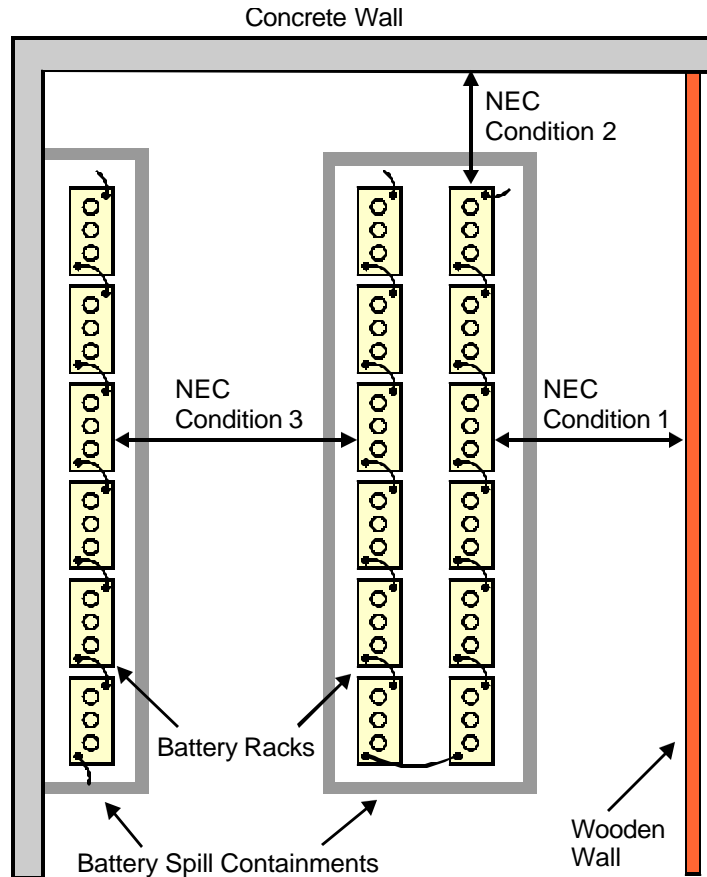 Concrete Wall
NEC
Condition 2
NEC
Condition 3
NEC
Condition 1
Battery Racks
Wooden
Wall
Battery Spill Containments